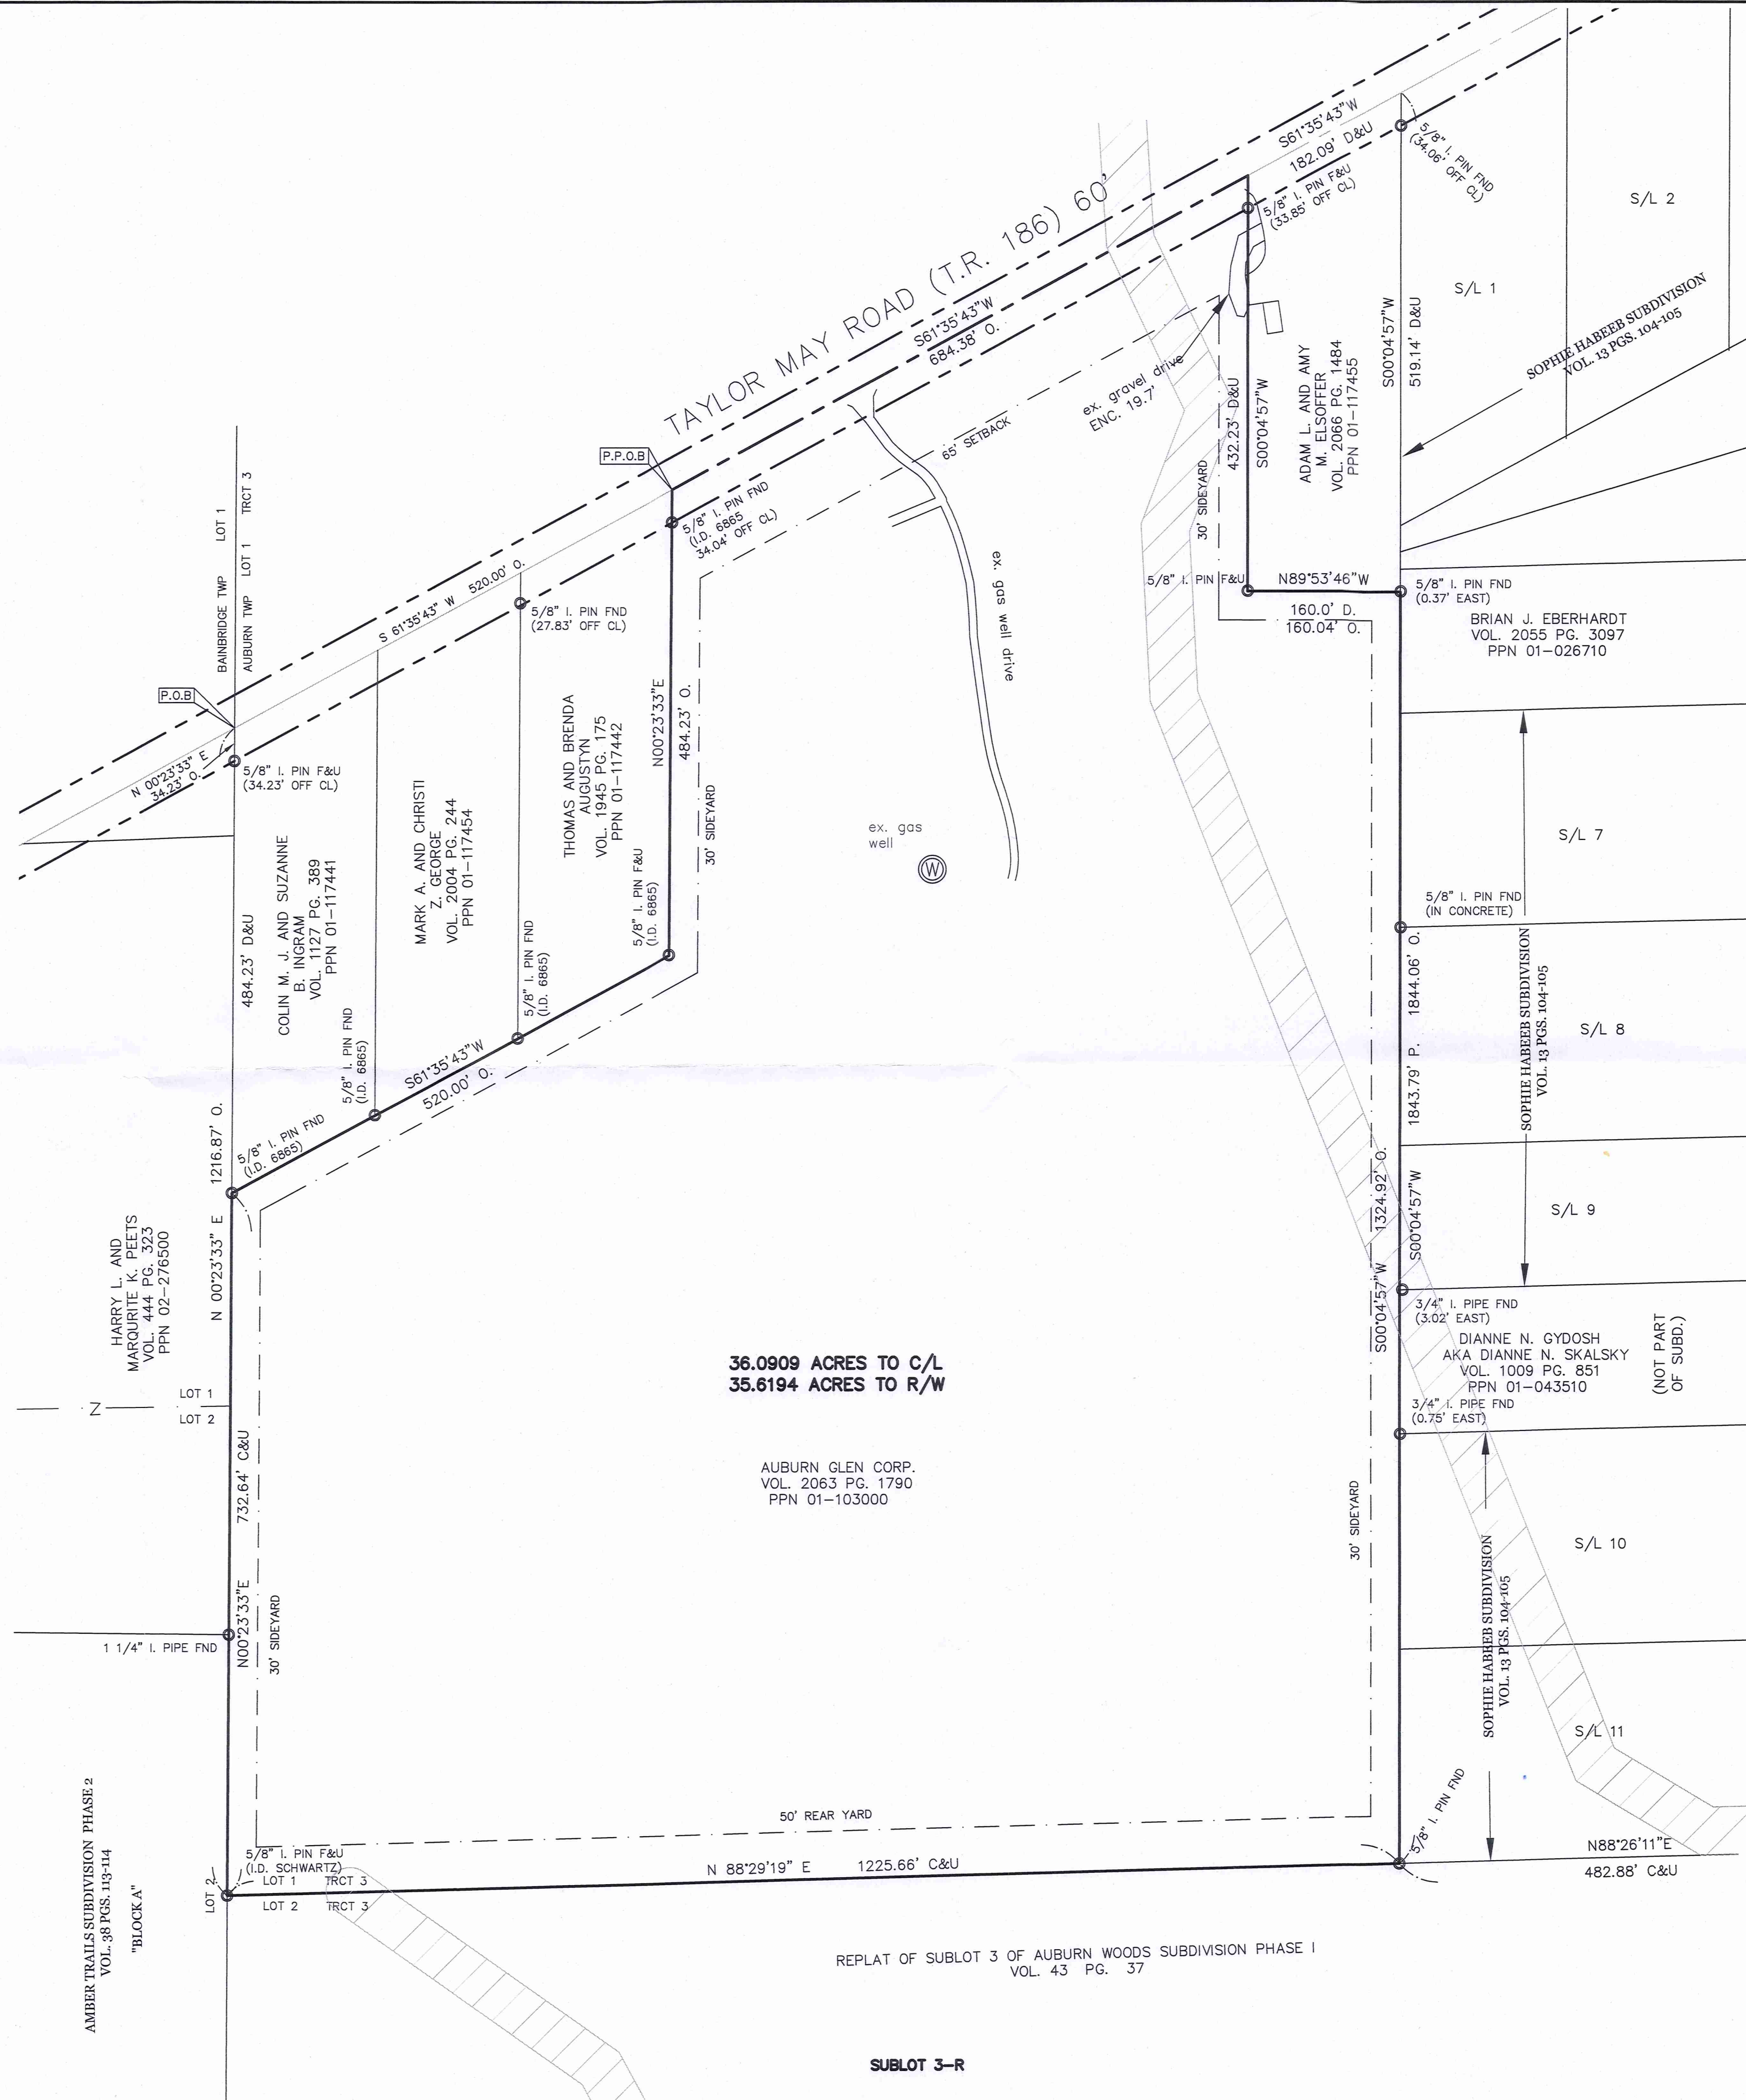 S61°35'43"W
182.09' D&U
5/8" I. PIN FND
(34.06' OFF CL)
5/8" I. PIN F&U
(33.85' OFF CL)
S/L 2
S/L 1
TAYLOR MAY ROAD (T.R. 186) 60'
S61°35'43"W
684.38' O.
SOPHIE HABEEB SUBDIVISION
VOL. 13 PGS. 104-105
S00°04'57"W
519.14' D&U
ADAM L. AND AMY
M. ELSOFFER
VOL. 2066 PG. 1484
PPN 01-117455
ex. gravel drive
ENC. 19.7'
432.23' D&U
S00°04'57"W
65' SETBACK
30' SIDEYARD
P.P.O.B
5/8" I. PIN FND
(I.D. 6865
34.04' OFF CL)
BAINBRIDGE TWP LOT 1
AUBURN TWP LOT 1 TRCT 3
S 61°35'43" W 520.00' O.
5/8" I. PIN FND
(27.83' OFF CL)
ex. gas well drive
5/8" I. PIN F&U
N89°53'46"W
160.0' D.
160.04' O.
5/8" I. PIN FND
(0.37' EAST)
BRIAN J. EBERHARDT
VOL. 2055 PG. 3097
PPN 01-026710
P.O.B
N 00°23'33" E
34.23' O.
5/8" I. PIN F&U
(34.23' OFF CL)
THOMAS AND BRENDA
AUGUSTYN
VOL. 1945 PG. 175
PPN 01-117442
N00°23'33"E
484.23' O.
30' SIDEYARD
MARK A. AND CHRISTI
Z. GEORGE
VOL. 2004 PG. 244
PPN 01-117454
COLIN M. J. AND SUZANNE
B. INGRAM
VOL. 1127 PG. 389
PPN 01-117441
484.23' D&U
5/8" I. PIN F&U
(I.D. 6865)
ex. gas
well
W
S/L 7
5/8" I. PIN FND
(IN CONCRETE)
5/8" I. PIN FND
(I.D. 6865)
5/8" I. PIN FND
(I.D. 6865)
S61°35'43"W
520.00' O.
5/8" I. PIN FND
(I.D. 6865)
1843.79' P. 1844.06' O.
SOPHIE HABEEB SUBDIVISION
VOL. 13 PGS. 104-105
S/L 8
N 00°23'33" E 1216.87' O.
HARRY L. AND
MARQURITE K. PEETS
VOL. 444 PG. 323
PPN 02-276500
S00°04'57"W 1324.92' O.
S00°04'57"W
S/L 9
3/4" I. PIPE FND
(3.02' EAST)
DIANNE N. GYDOSH
AKA DIANNE N. SKALSKY
VOL. 1009 PG. 851
PPN 01-043510
(NOT PART
OF SUBD.)
3/4" I. PIPE FND
(0.75' EAST)
36.0909 ACRES TO C/L
35.6194 ACRES TO R/W
LOT 1
Z
LOT 2
AUBURN GLEN CORP.
VOL. 2063 PG. 1790
PPN 01-103000
N00°23'33"E 732.64' C&U
30' SIDEYARD
1 1/4" I. PIPE FND
30' SIDEYARD
S/L 10
SOPHIE HABEEB SUBDIVISION
VOL. 13 PGS. 104-105
S/L 11
50' REAR YARD
5/8" I. PIN FND
5/8" I. PIN F&U
(I.D. SCHWARTZ)
LOT 2
LOT 1 TRCT 3
LOT 2 TRCT 3
N 88°29'19" E 1225.66' C&U
N88°26'11"E
482.88' C&U
AMBER TRAILS SUBDIVISION PHASE 2
VOL. 38 PGS. 113-114
"BLOCK A"
REPLAT OF SUBLOT 3 OF AUBURN WOODS SUBDIVISION PHASE I
VOL. 43 PG. 37
SUBLOT 3-R